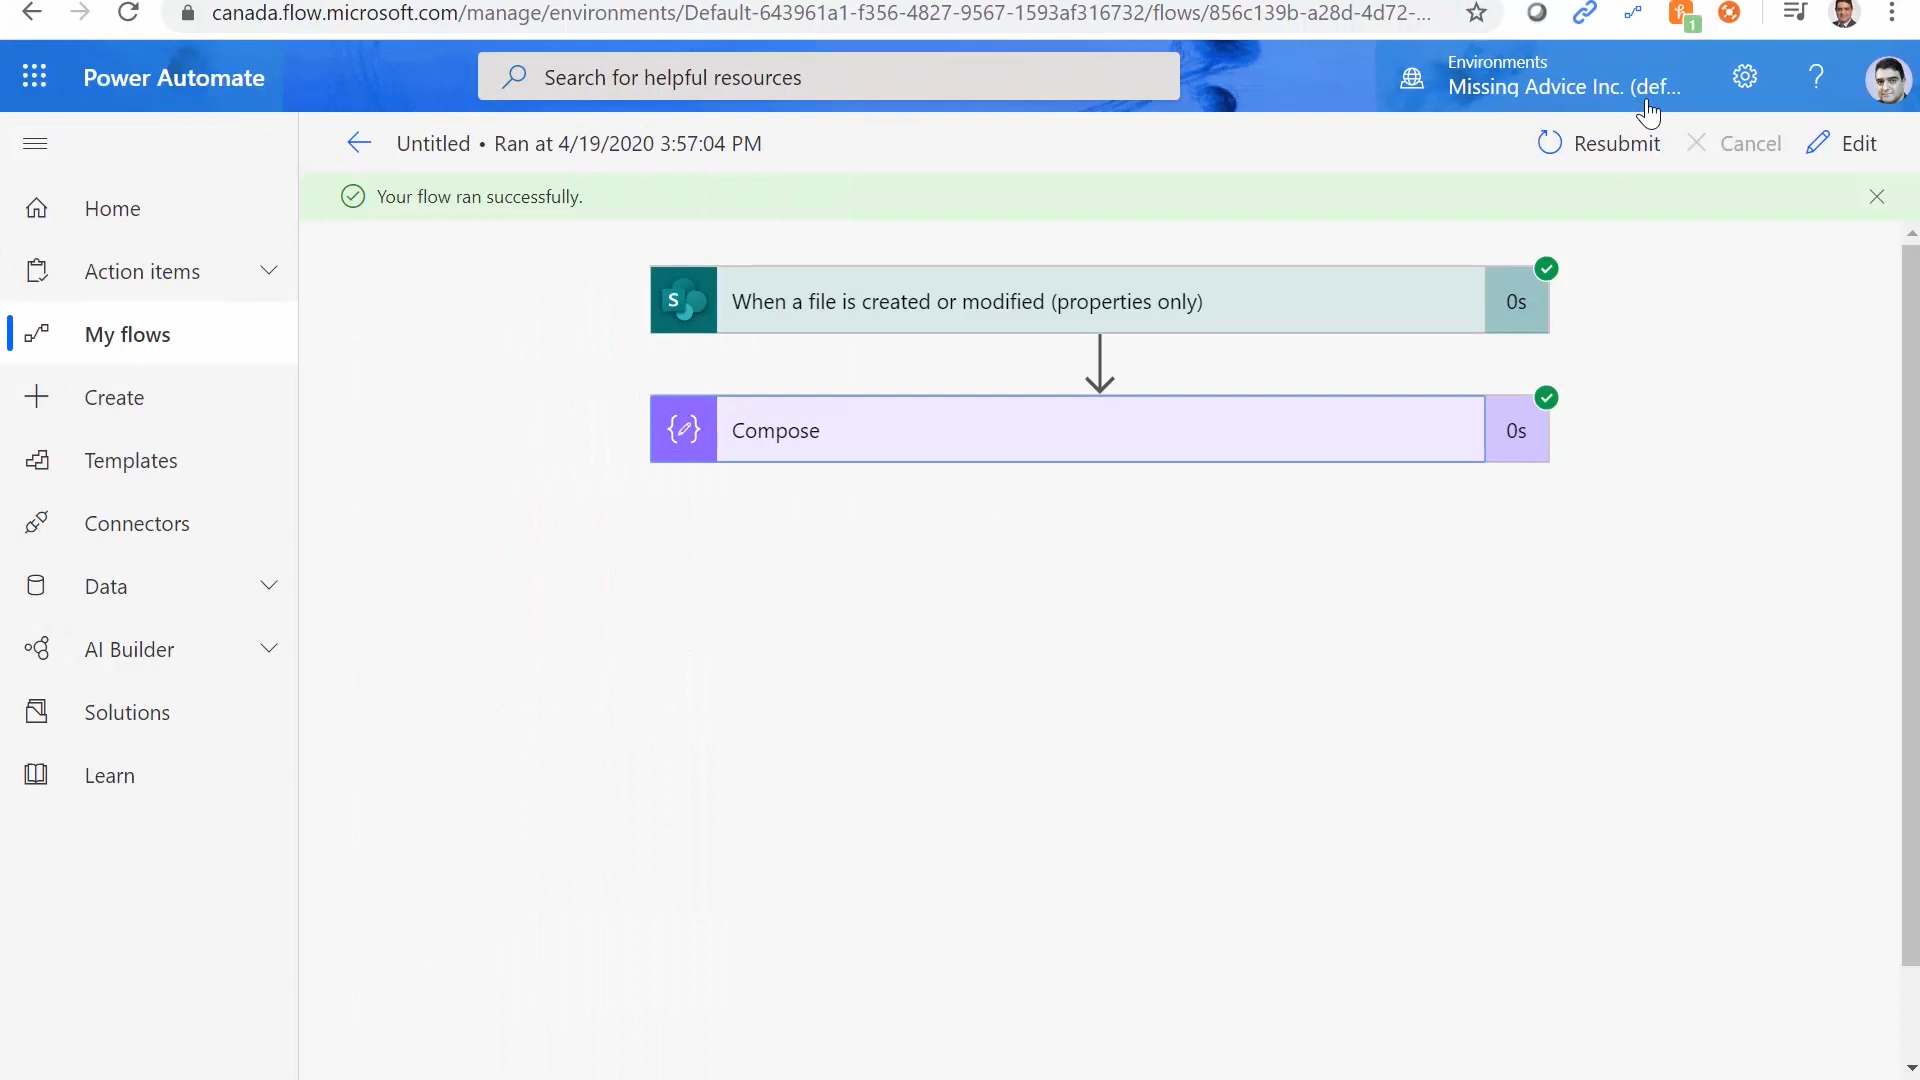 canada.flow.microsoft.com/manage/environments/Default-643961a1-f356-4827-9567-1593af316732/flows/856c139b-a28d-4d72-...
1
Power Automate
Search for helpful resources
Environments
Missing Advice Inc. (def...
?
Untitled • Ran at 4/19/2020 3:57:04 PM
Resubmit
Cancel
Edit
Your flow ran successfully.
Home
Action items
My flows
Create
Templates
Connectors
Data
AI Builder
Solutions
Learn
S
When a file is created or modified (properties only)
0s
Compose
0s